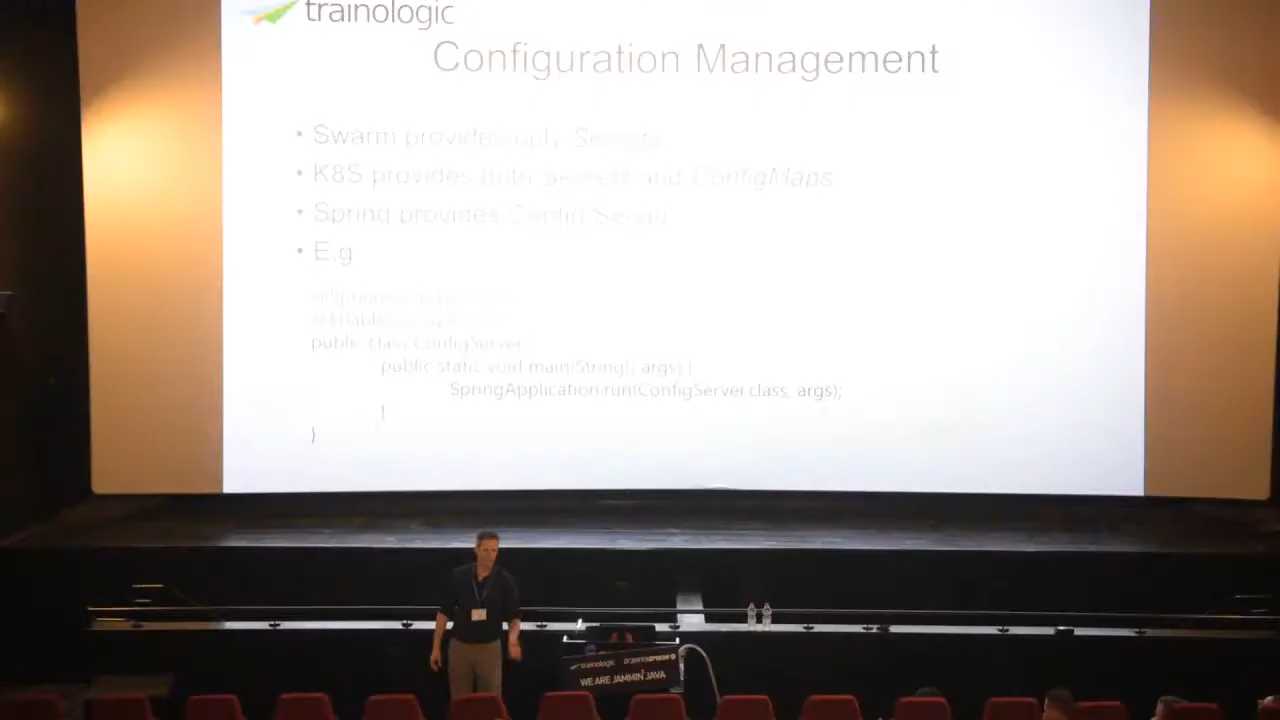 trainologic
Configuration Management
• Swarm provides only Secrets
• K8S provides both secrets and ConfigMaps
• Spring provides Config Server
• E.g
public class ConfigServer
public static void main(String[] args) {
SpringApplication.run(ConfigServer.class, args);
}
}
trainologic
WE ARE JAMMIN' JAVA